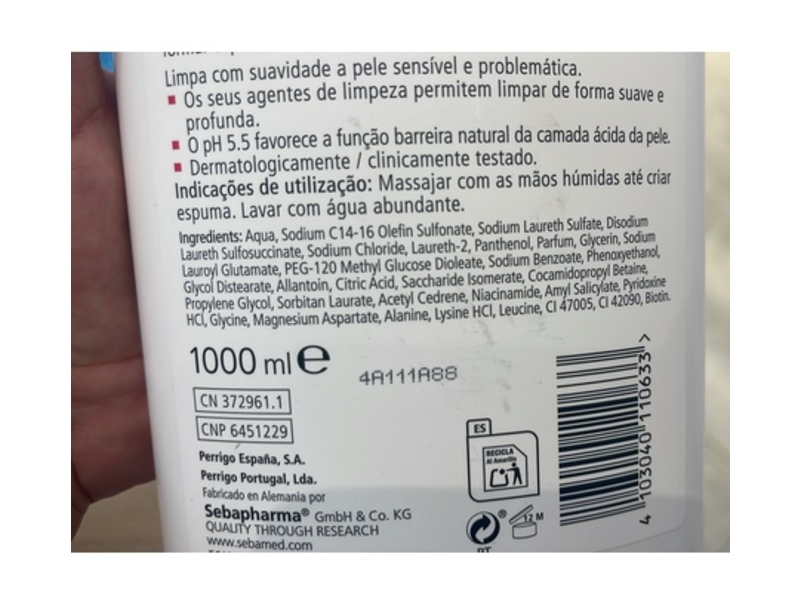 Limpa com suavidade a pele sensível e problemática.
Os seus agentes de limpeza permitem limpar de forma suave e
profunda.
O pH 5.5 favorece a função barreira natural da camada ácida da pele.
Dermatologicamente / clinicamente testado.
Indicações de utilização: Massajar com as mãos húmidas até criar
espuma. Lavar com água abundante.
Ingredients: Aqua, Sodium C14-16 Olefin Sulfonate, Sodium Laureth Sulfate, Disodium
Laureth Sulfosuccinate, Sodium Chloride, Laureth-2, Panthenol, Parfum, Glycerin, Sodium
Lauroyl Glutamate, PEG-120 Methyl Glucose Dioleate, Sodium Benzoate, Phenoxyethanol,
Glycol Distearate, Allantoin, Citric Acid, Saccharide Isomerate, Cocamidopropyl Betaine,
Propylene Glycol, Sorbitan Laurate, Acetyl Cedrene, Niacinamide, Amyl Salicylate, Pyridoxine
HCl, Glycine, Magnesium Aspartate, Alanine, Lysine HCl, Leucine, CI 47005, CI 42090, Biotin.
1000 ml e
4A111A88
CN 372961.1
CNP 6451229
Perrigo España, S.A.
Perrigo Portugal, Lda.
Fabricado en Alemania por
Sebapharma® GmbH & Co. KG
QUALITY THROUGH RESEARCH
www.sebamed.com
ES
RECICLA
Al Amarillo
®
12 M
PT
4 103040 110633 >